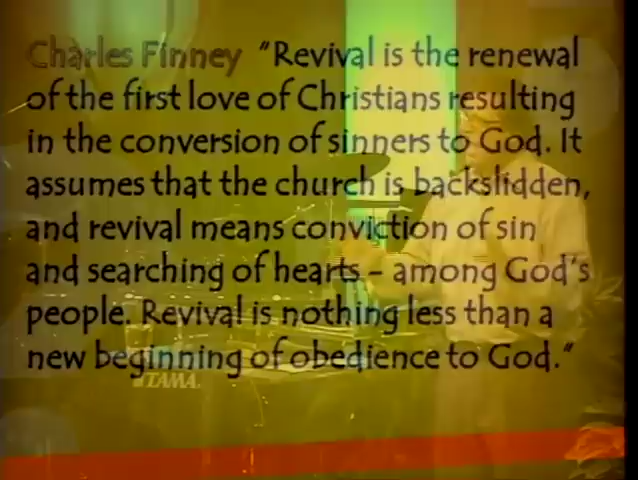 Charles Finney "Revival is the renewal
of the first love of Christians resulting
in the conversion of sinners to God. It
assumes that the church is backslidden,
and revival means conviction of sin
and searching of hearts - among God's
people. Revival is nothing less than a
new beginning of obedience to God."
TAMA